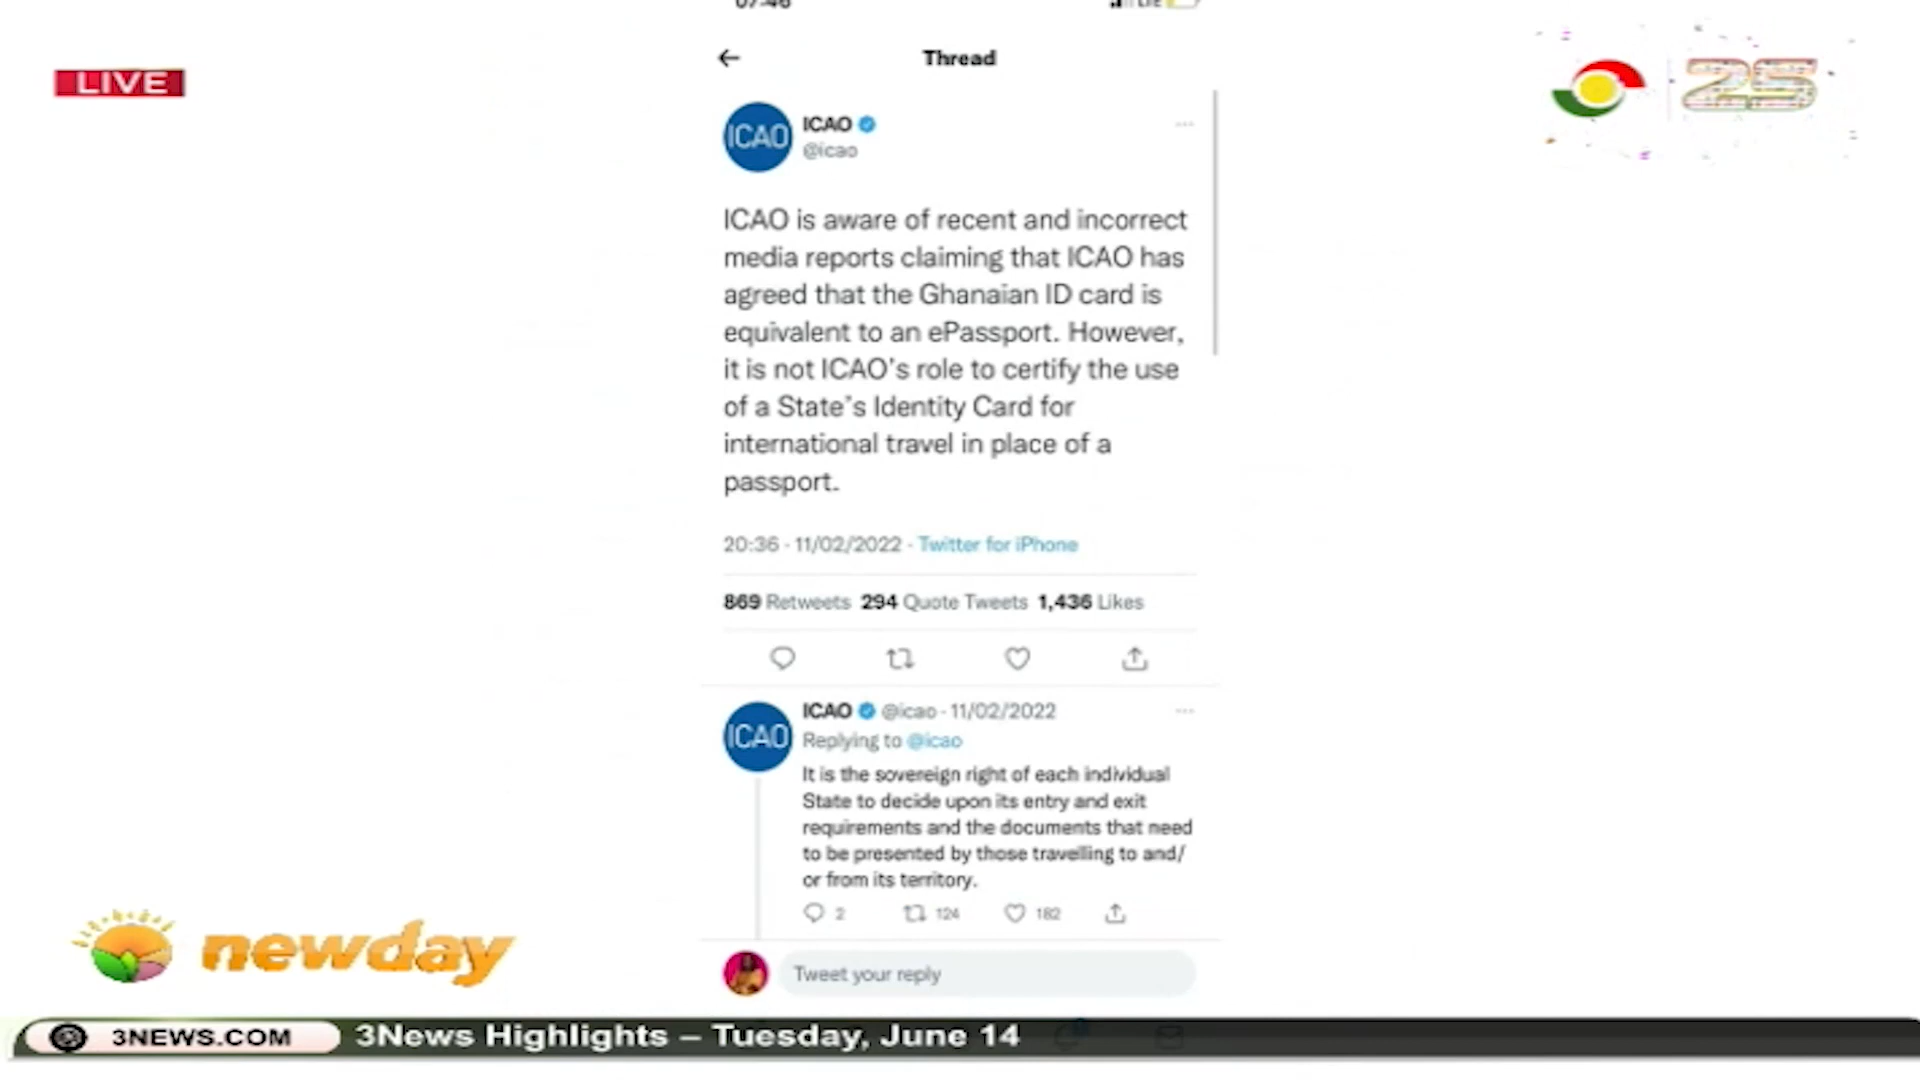 07:46
LTE
LIVE
Thread
25
ICAO
ICAO
@icao
ICAO is aware of recent and incorrect
media reports claiming that ICAO has
agreed that the Ghanaian ID card is
equivalent to an ePassport. However,
it is not ICAO's role to certify the use
of a State's Identity Card for
international travel in place of a
passport.
20:36 · 11/02/2022 · Twitter for iPhone
869 Retweets 294 Quote Tweets 1,436 Likes
ICAO
ICAO @icao · 11/02/2022
Replying to @icao
It is the sovereign right of each individual
State to decide upon its entry and exit
requirements and the documents that need
to be presented by those travelling to and/
or from its territory.
2 124 182
Tweet your reply
newday
3NEWS.COM
3News Highlights – Tuesday, June 14